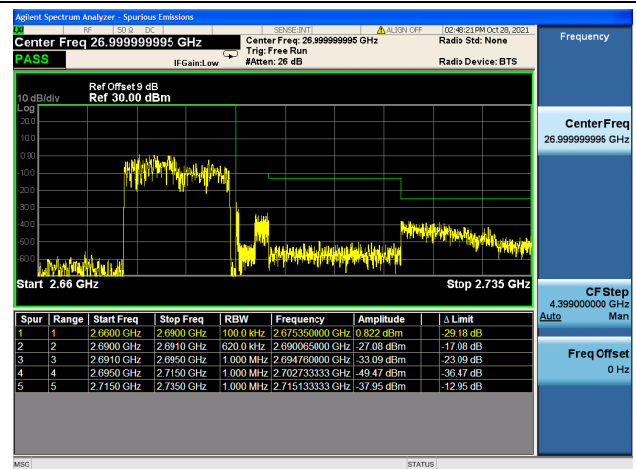 Agilent Spectrum Analyzer - Spurious Emissions
RF 50 Ω DC SENSE:INT ALIGN OFF 02:48:21 PM Oct 28, 2021
Center Freq 26.999999995 GHz
Center Freq: 26.999999995 GHz
Radio Std: None
Trig: Free Run
PASS
IFGain:Low
#Atten: 26 dB
Radio Device: BTS
Ref Offset 9 dB
10 dB/div Ref 30.00 dBm
Log
20.0
10.0
0.00
-10.0
-20.0
-30.0
-40.0
-50.0
-60.0
Start 2.66 GHz Stop 2.735 GHz
Spur Range Start Freq Stop Freq RBW Frequency Amplitude Δ Limit
1 1 2.6600 GHz 2.6900 GHz 100.0 kHz 2.675350000 GHz 0.822 dBm -29.18 dB
2 2 2.6900 GHz 2.6910 GHz 620.0 kHz 2.690065000 GHz -27.08 dBm -17.08 dB
3 3 2.6910 GHz 2.6950 GHz 1.000 MHz 2.694760000 GHz -33.09 dBm -23.09 dB
4 4 2.6950 GHz 2.7150 GHz 1.000 MHz 2.702733333 GHz -49.47 dBm -36.47 dB
5 5 2.7150 GHz 2.7350 GHz 1.000 MHz 2.715133333 GHz -37.95 dBm -12.95 dB
Frequency
Center Freq
26.999999995 GHz
CF Step
4.399000000 GHz
Auto Man
Freq Offset
0 Hz
MSG STATUS